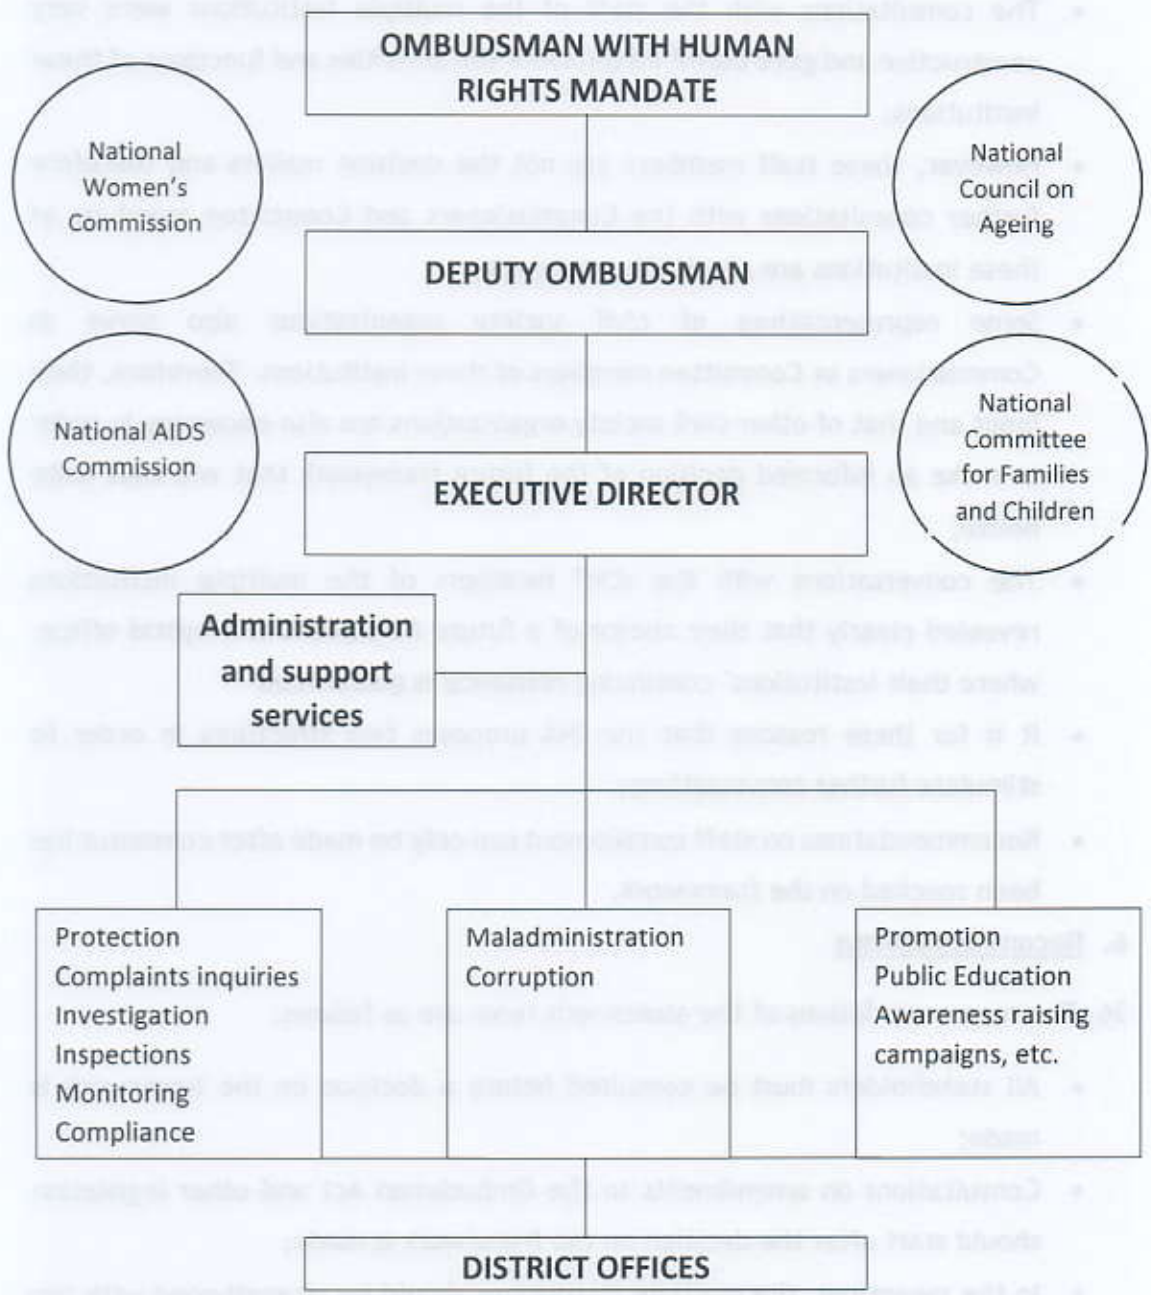 OMBUDSMAN WITH HUMAN
RIGHTS MANDATE
National
Women's
Commission
National
Council on
Ageing
DEPUTY OMBUDSMAN
National AIDS
Commission
National
Committee
for Families
and Children
EXECUTIVE DIRECTOR
Administration
and support
services
Protection
Complaints inquiries
Investigation
Inspections
Monitoring
Compliance
Maladministration
Corruption
Promotion
Public Education
Awareness raising
campaigns, etc.
DISTRICT OFFICES